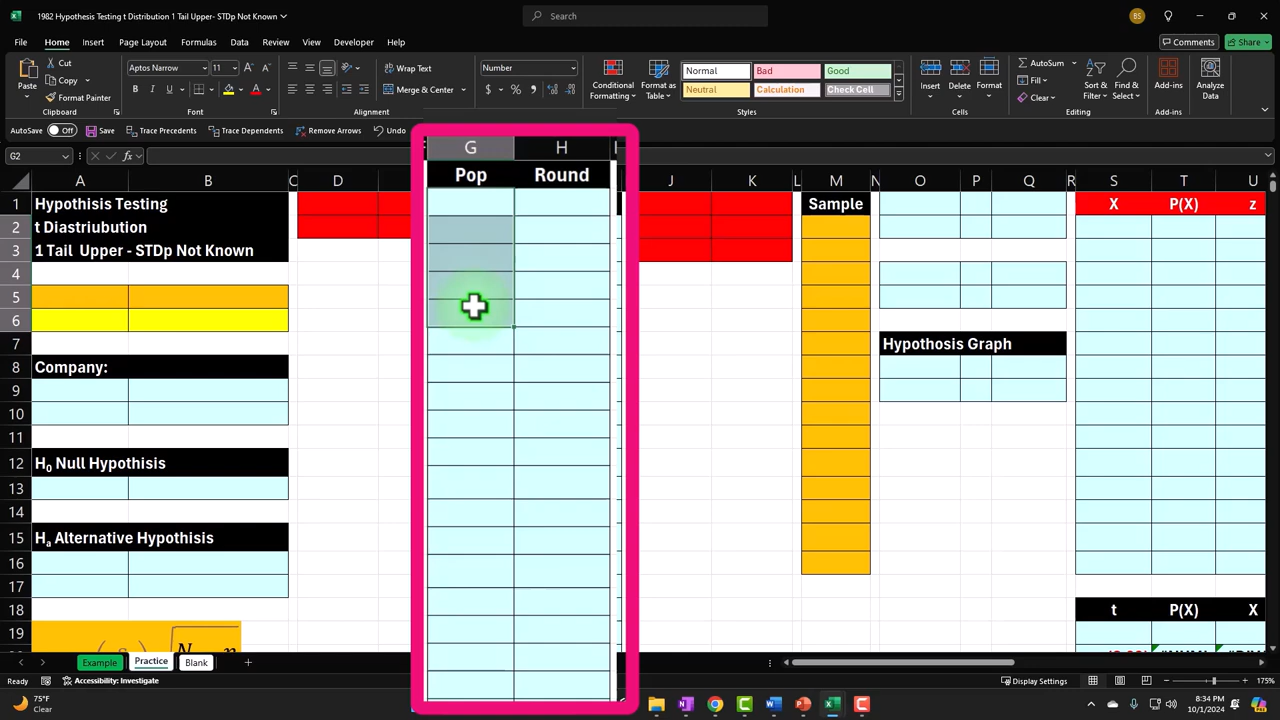 1982 Hypothesis Testing t Distribution 1 Tail Upper- STDp Not Known
Search
BS
File Home Insert Page Layout Formulas Data Review View Developer Help
Comments Share
Paste
Cut
Copy
Format Painter
Aptos Narrow 11
B I U
Wrap Text
Merge & Center
Number
Conditional Formatting
Format as Table
Normal Bad Good
Neutral Calculation Check Cell
Insert Delete Format
AutoSum
Fill
Clear
Sort & Filter
Find & Select
Add-ins
Analyze Data
Clipboard Font Alignment Number Styles Cells Editing Add-ins
AutoSave Off Save Trace Precedents Trace Dependents Remove Arrows Undo
G2 fx
A B C D G H J K L M N O P Q R S T U
1 Hypothisis Testing Pop Round Sample X P(X) z
2 t Diastriubution
3 1 Tail Upper - STDp Not Known
4
5
6
7 Hypothosis Graph
8 Company:
9
10
11
12 H₀ Null Hypothisis
13
14
15 Hₐ Alternative Hypothisis
16
17
18 t P(X) X
19
Example Practice Blank
Ready Accessibility: Investigate Display Settings 175%
75°F
Clear
8:34 PM
10/1/2024